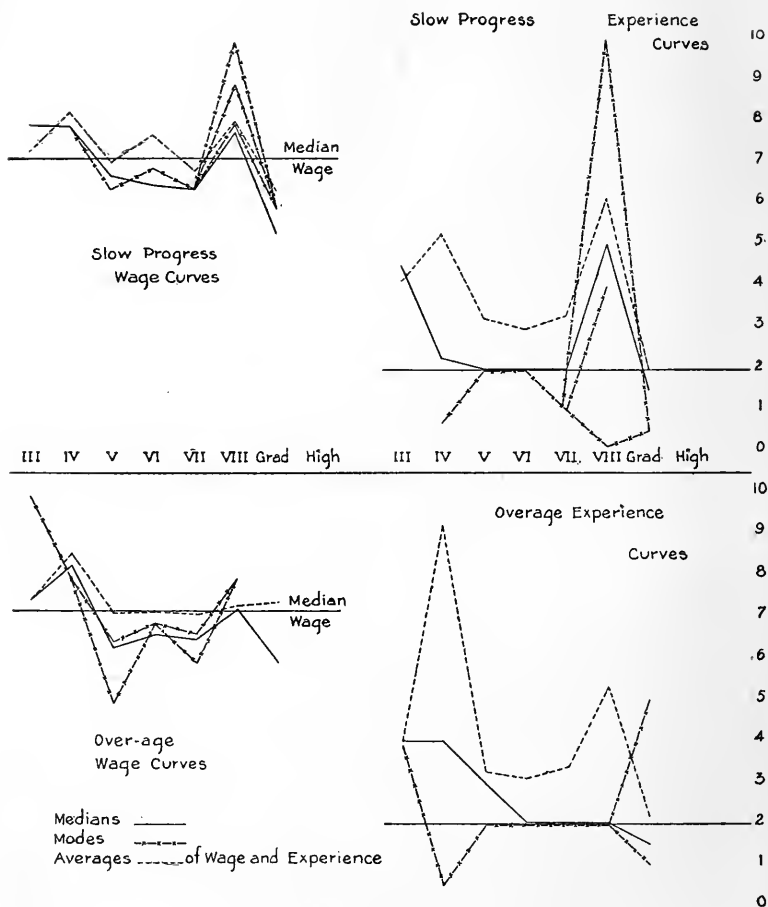 Slow Progress Experience
Curves
10
9
8
7
6
5
4
3
2
1
0
Median
Wage
Slow Progress
Wage Curves
III IV V VI VII VIII Grad High III IV V VI VII VIII Grad High
10
9
8
7
6
5
4
3
2
1
0
Overage Experience
Curves
Median
Wage
Over-age
Wage Curves
Medians
Modes
Averages of Wage and Experience